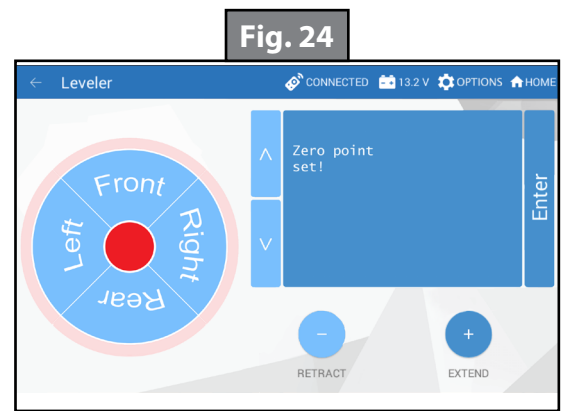 Fig. 24
← Leveler CONNECTED 13.2 V OPTIONS HOME
Front
Left
Right
Rear
^
v
Zero point
set!
Enter
− +
RETRACT EXTEND